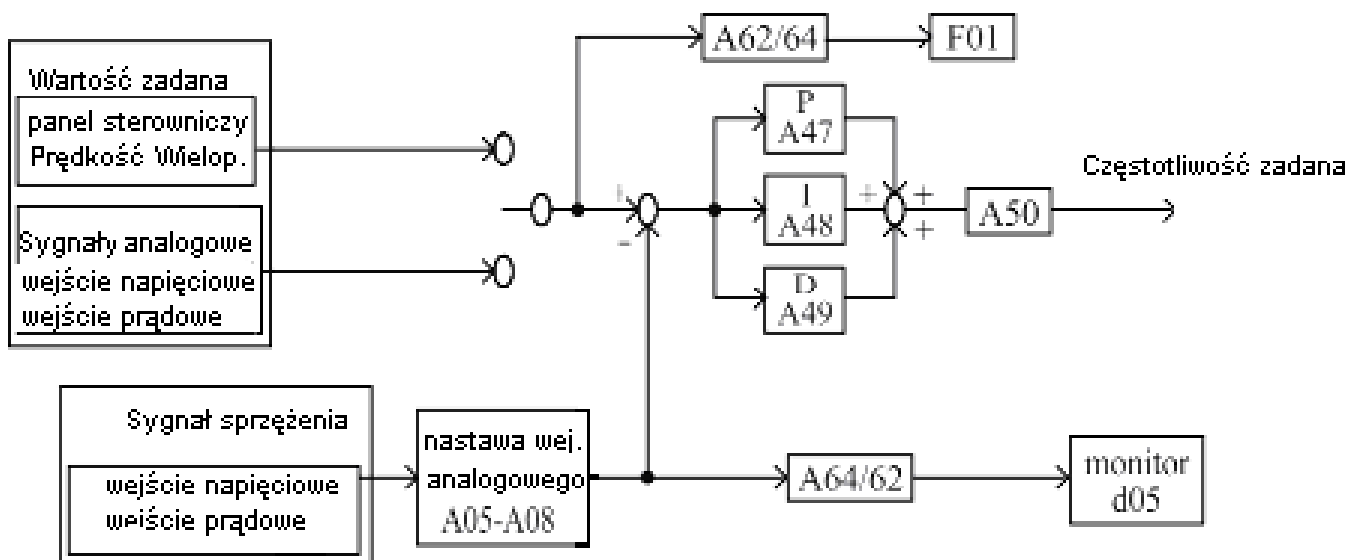 A62/64
F01
Wartość zadana
panel sterowniczy
Prędkość Wielop.
Sygnały analogowe
wejście napięciowe
wejście prądowe
P
A47
I
A48
D
A49
+
-
+
+
+
A50
Częstotliwość zadana
Sygnał sprzężenia
wejście napięciowe
wejście prądowe
nastawa wej.
analogowego
A05-A08
A64/62
monitor
d05